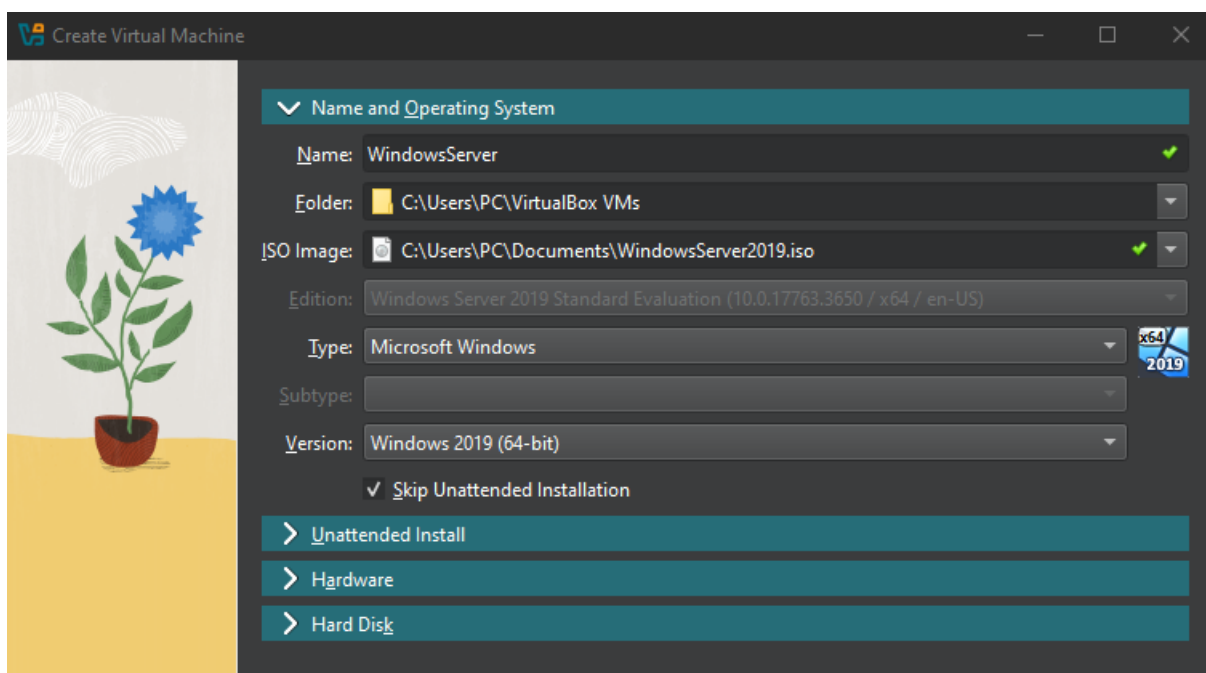 Create Virtual Machine
Name and Operating System
Name: WindowsServer
Folder: C:\Users\PC\VirtualBox VMs
ISO Image: C:\Users\PC\Documents\WindowsServer2019.iso
Edition: Windows Server 2019 Standard Evaluation (10.0.17763.3650 / x64 / en-US)
Type: Microsoft Windows
x64
2019
Subtype:
Version: Windows 2019 (64-bit)
Skip Unattended Installation
Unattended Install
Hardware
Hard Disk